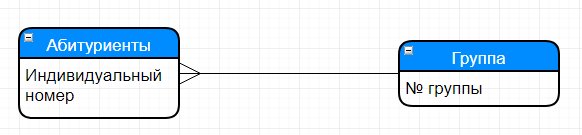 Абитуриенты
Индивидуальный
номер
Группа
№ группы